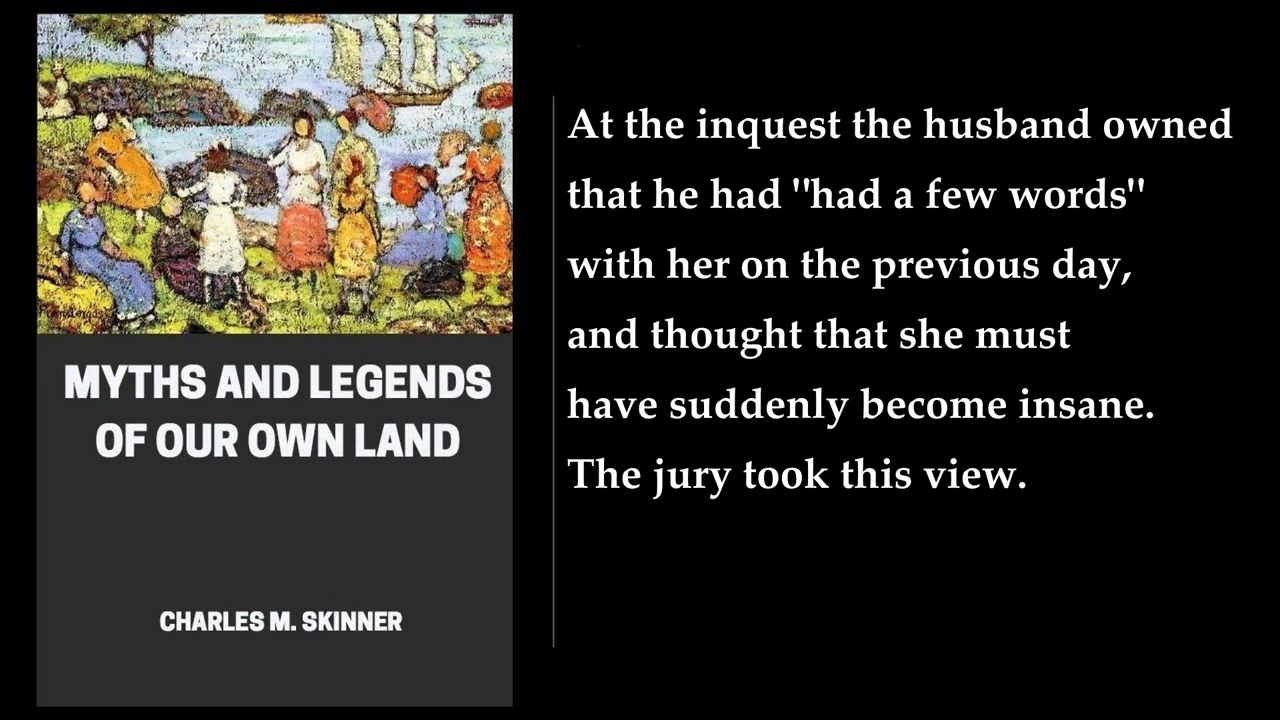 MYTHS AND LEGENDS
OF OUR OWN LAND
CHARLES M. SKINNER
At the inquest the husband owned
that he had "had a few words"
with her on the previous day,
and thought that she must
have suddenly become insane.
The jury took this view.